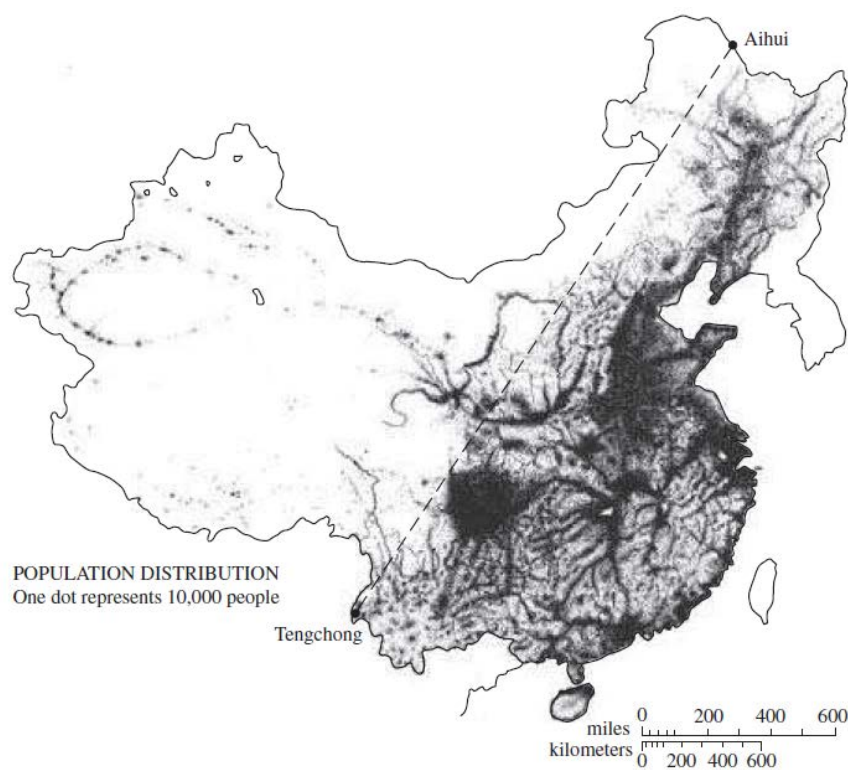 Aihui
POPULATION DISTRIBUTION
One dot represents 10,000 people
Tengchong
0 200 400 600
miles
kilometers
0 200 400 600